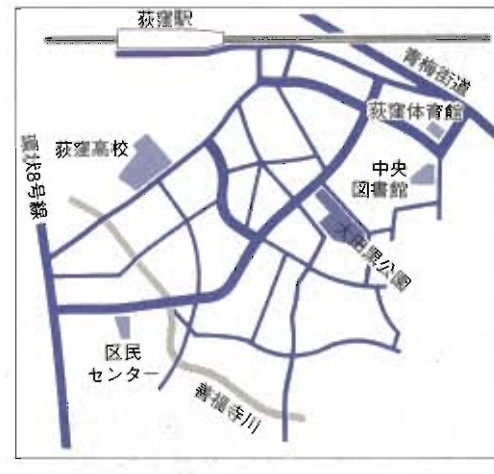 荻窪駅
青梅街道
荻窪体育館
荻窪高校
中央
図書館
環状8号線
大田黒公園
区民
センター
善福寺川